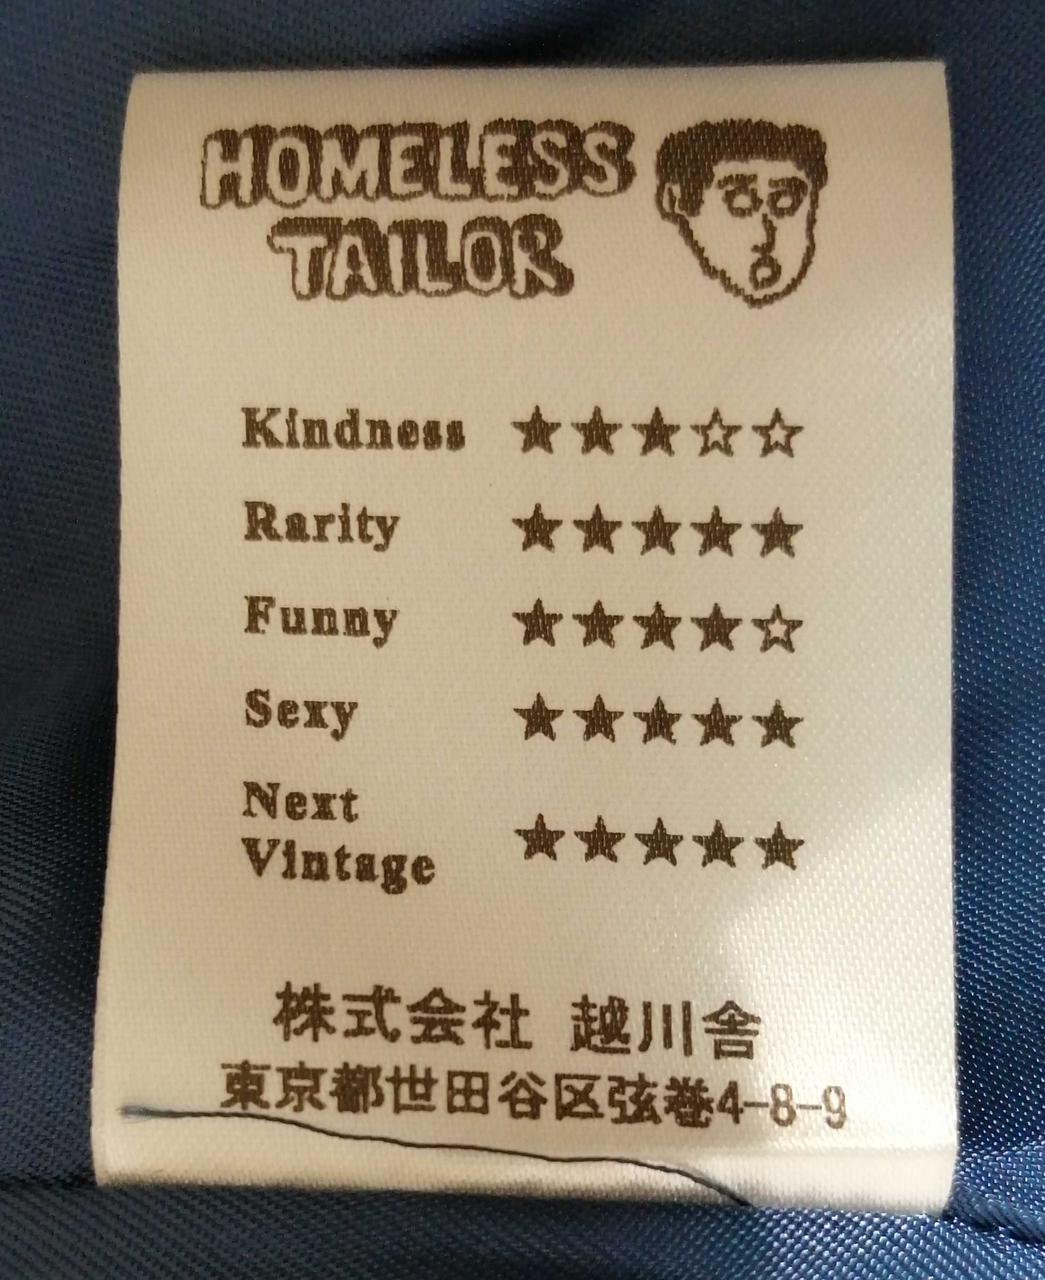 HOMELESS
TAILOR
Kindness ★★★☆☆
Rarity ★★★★★
Funny ★★★★☆
Sexy ★★★★★
Next
Vintage ★★★★★
株式会社 越川舎
東京都世田谷区弦巻4-8-9